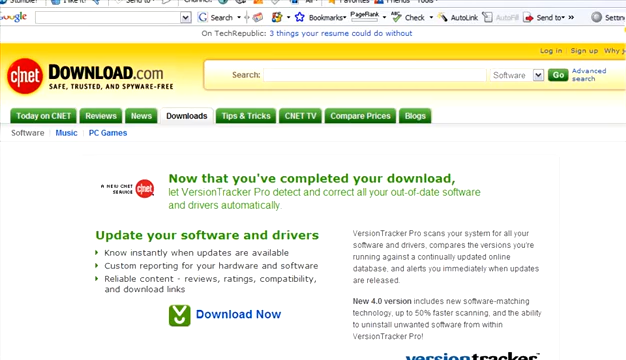 Send To
Channel
All
Favorites
Friends
Tools
Google
Search
Bookmarks
PageRank
Check
AutoLink
AutoFill
Send to
Settin
On TechRepublic: 3 things your resume could do without
Log in Sign up Why j
c|net DOWNLOAD.com
SAFE, TRUSTED, AND SPYWARE-FREE
Search: Software Go Advanced search
Today on CNET Reviews News Downloads Tips & Tricks CNET TV Compare Prices Blogs
Software Music PC Games
A NEW CNET SERVICE c|net
Now that you've completed your download,
let VersionTracker Pro detect and correct all your out-of-date software
and drivers automatically.
Update your software and drivers
Know instantly when updates are available
Custom reporting for your hardware and software
Reliable content - reviews, ratings, compatibility,
and download links
Download Now
VersionTracker Pro scans your system for all your
software and drivers, compares the versions you're
running against a continually updated online
database, and alerts you immediately when updates
are released.
New 4.0 version includes new software-matching
technology, up to 50% faster scanning, and the ability
to uninstall unwanted software from within
VersionTracker Pro!
versiontracker